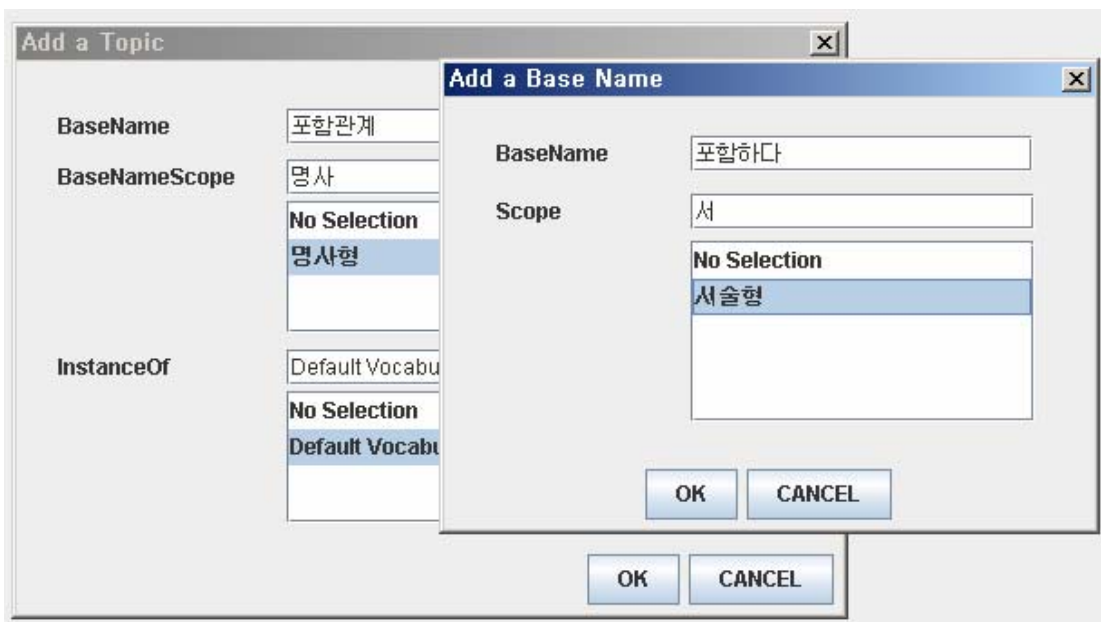 Add a Topic
BaseName 포함관계
BaseNameScope 명사
No Selection
명사형
InstanceOf Default Vocabu
No Selection
Default Vocabu
OK CANCEL
Add a Base Name
BaseName 포함하다
Scope 서
No Selection
서술형
OK CANCEL